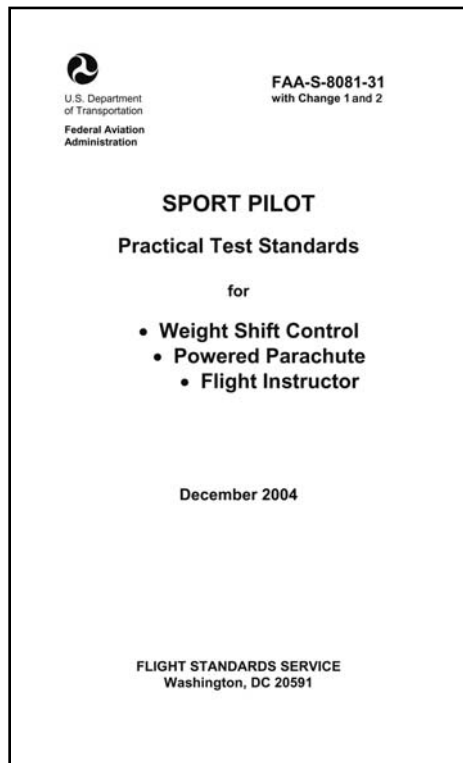 U.S. Department
of Transportation
Federal Aviation
Administration
FAA-S-8081-31
with Change 1 and 2
SPORT PILOT
Practical Test Standards
for
• Weight Shift Control
• Powered Parachute
• Flight Instructor
December 2004
FLIGHT STANDARDS SERVICE
Washington, DC 20591